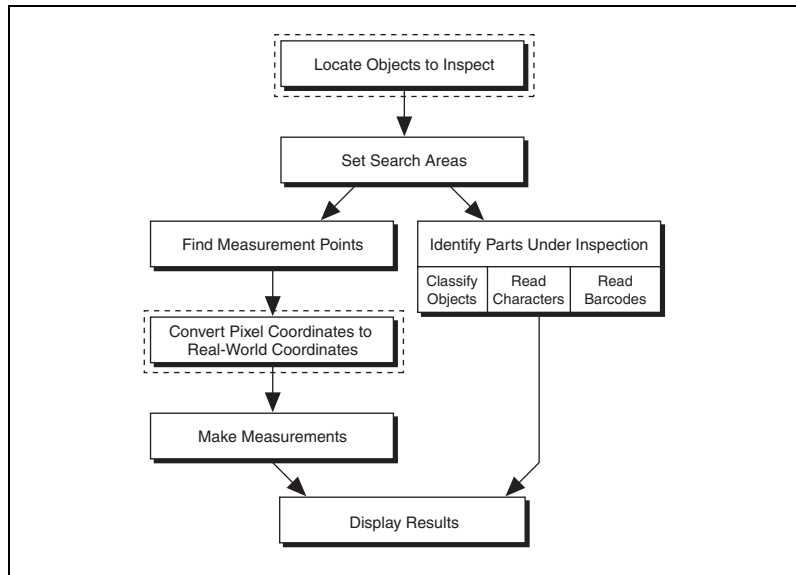 Locate Objects to Inspect
Set Search Areas
Find Measurement Points
Identify Parts Under Inspection
Classify
Objects
Read
Characters
Read
Barcodes
Convert Pixel Coordinates to
Real-World Coordinates
Make Measurements
Display Results